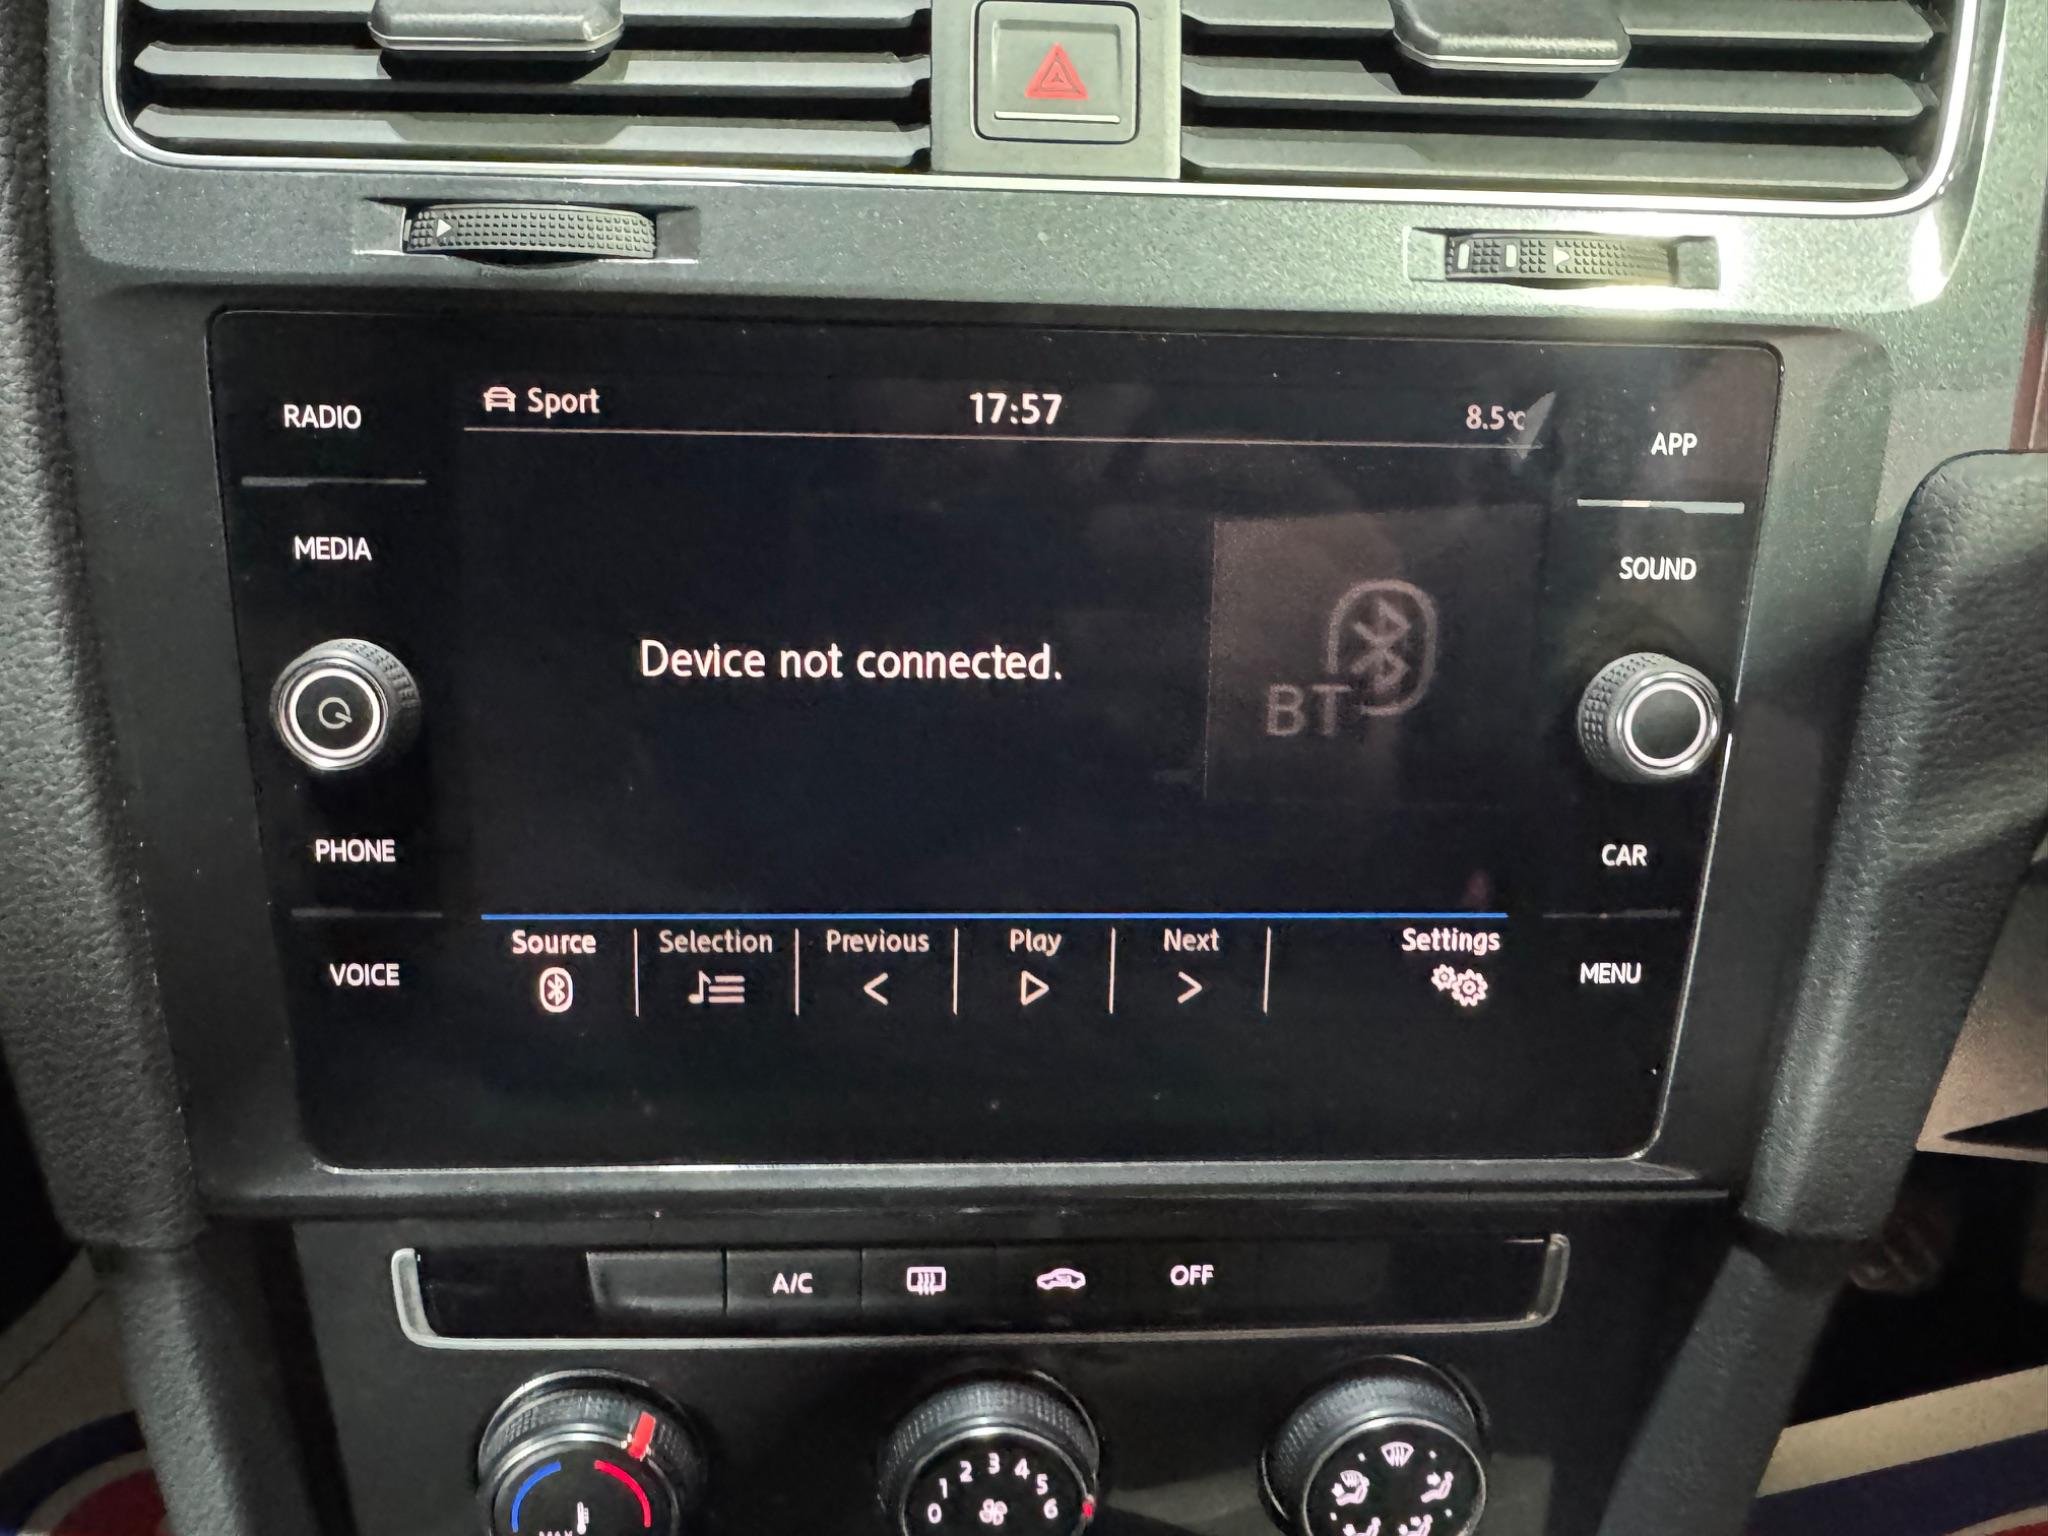 Sport 17:57 8.5°C
RADIO
APP
MEDIA
SOUND
Device not connected.
BT
PHONE
CAR
Source Selection Previous Play Next Settings
VOICE
MENU
A/C OFF
0 1 2 3 4 5 6